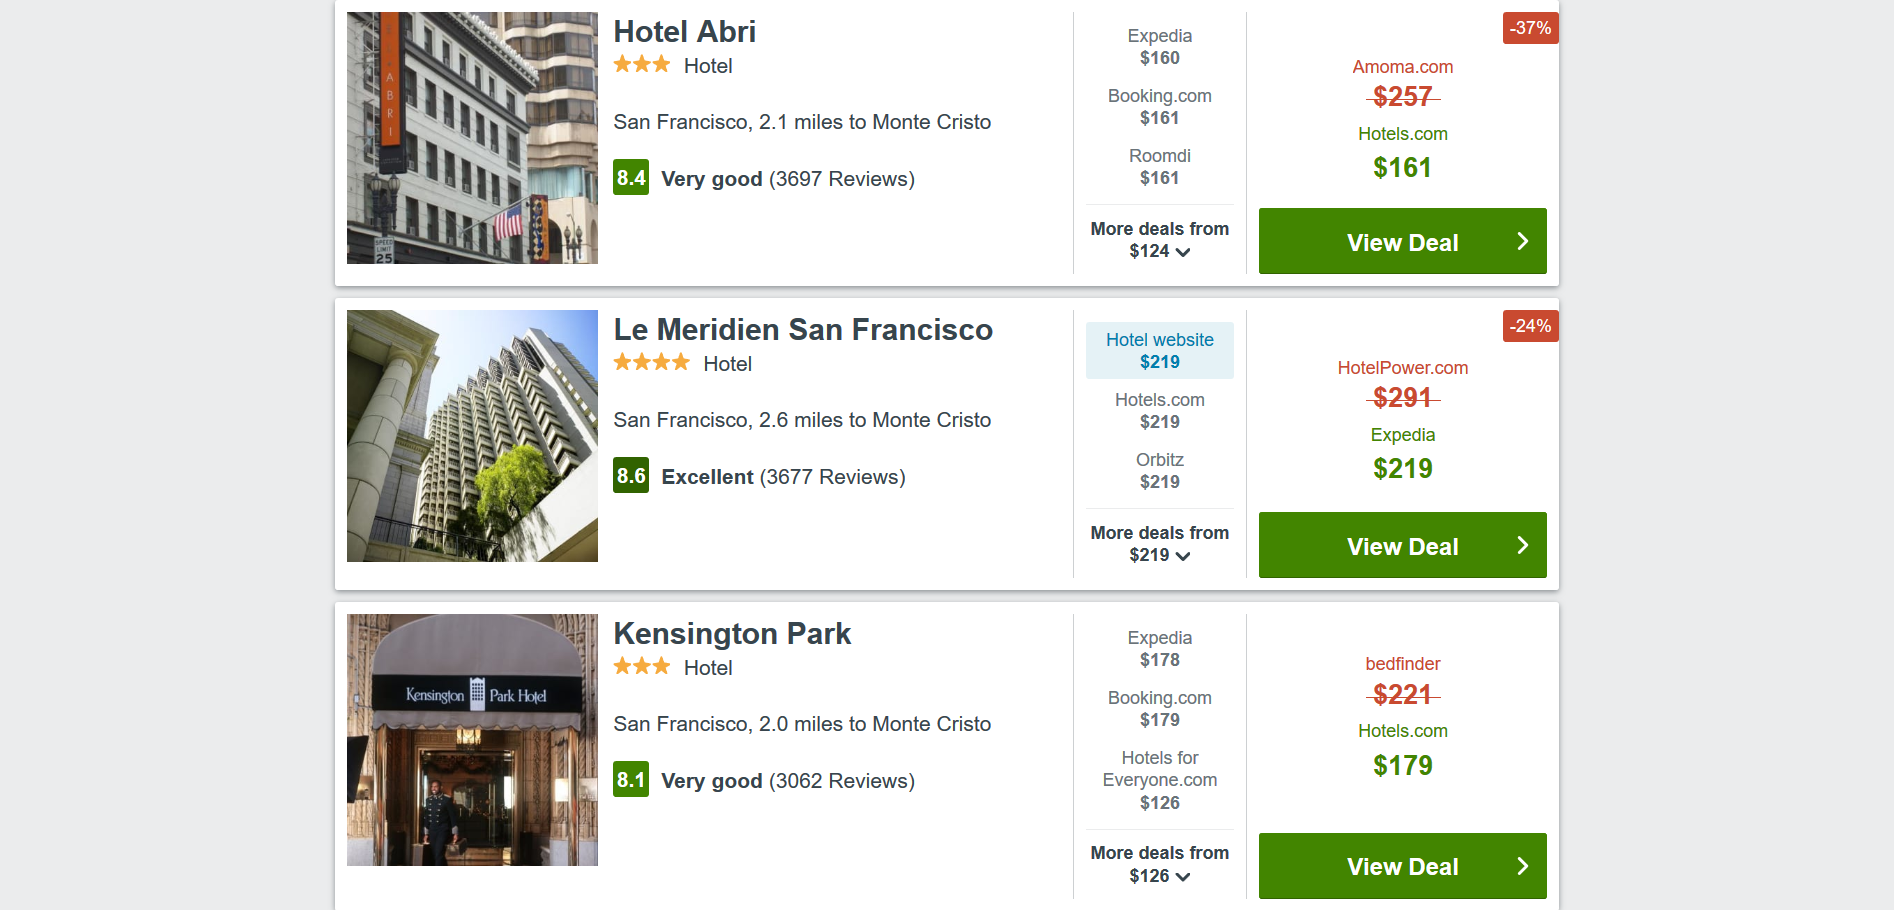 Hotel Abri
Hotel
San Francisco, 2.1 miles to Monte Cristo
8.4 Very good (3697 Reviews)
Expedia
$160
Booking.com
$161
Roomdi
$161
More deals from
$124
-37%
Amoma.com
$257
Hotels.com
$161
View Deal
ABRI
SPEED
LIMIT
25
Le Meridien San Francisco
Hotel
San Francisco, 2.6 miles to Monte Cristo
8.6 Excellent (3677 Reviews)
Hotel website
$219
Hotels.com
$219
Orbitz
$219
More deals from
$219
-24%
HotelPower.com
$291
Expedia
$219
View Deal
Kensington Park
Hotel
San Francisco, 2.0 miles to Monte Cristo
8.1 Very good (3062 Reviews)
Kensington Park Hotel
Expedia
$178
Booking.com
$179
Hotels for
Everyone.com
$126
More deals from
$126
bedfinder
$221
Hotels.com
$179
View Deal